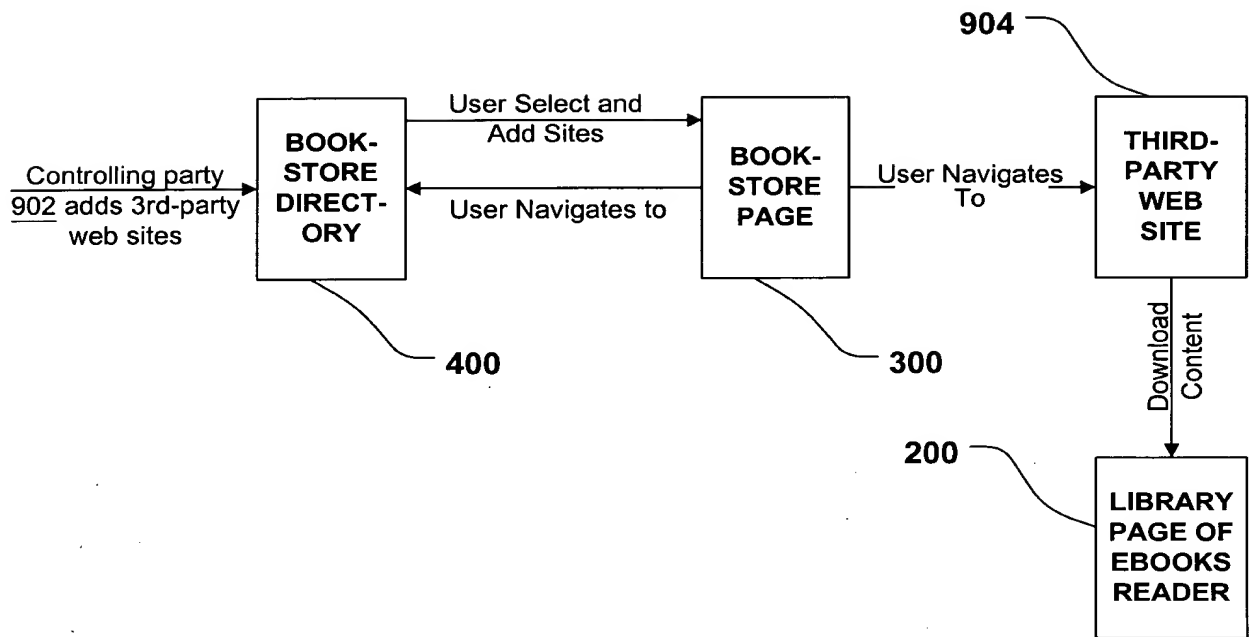 904
User Select and
Add Sites
BOOK-
STORE
DIRECT-
ORY
BOOK-
STORE
PAGE
THIRD-
PARTY
WEB
SITE
Controlling party
902 adds 3rd-party
web sites
User Navigates to
User Navigates
To
400
300
Download
Content
200
LIBRARY
PAGE OF
EBOOKS
READER